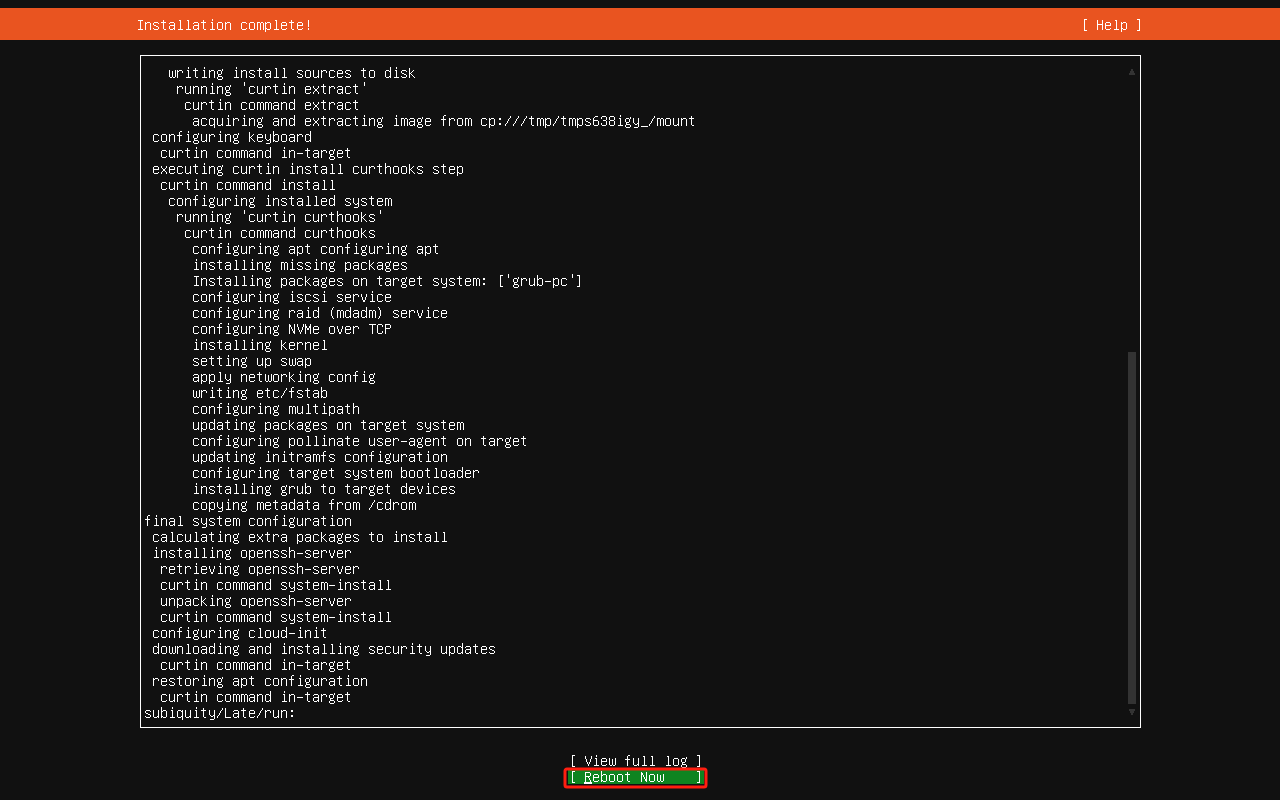 Installation complete!
[ Help ]
writing install sources to disk
running 'curtin extract'
curtin command extract
acquiring and extracting image from cp:///tmp/tmps638igy_/mount
configuring keyboard
curtin command in-target
executing curtin install curthooks step
curtin command install
configuring installed system
running 'curtin curthooks'
curtin command curthooks
configuring apt configuring apt
installing missing packages
Installing packages on target system: ['grub-pc']
configuring iscsi service
configuring raid (mdadm) service
configuring NVMe over TCP
installing kernel
setting up swap
apply networking config
writing etc/fstab
configuring multipath
updating packages on target system
configuring pollinate user-agent on target
updating initramfs configuration
configuring target system bootloader
installing grub to target devices
copying metadata from /cdrom
final system configuration
calculating extra packages to install
installing openssh-server
retrieving openssh-server
curtin command system-install
unpacking openssh-server
curtin command system-install
configuring cloud-init
downloading and installing security updates
curtin command in-target
restoring apt configuration
curtin command in-target
subiquity/Late/run:
[ View full log ]
[ Reboot Now ]